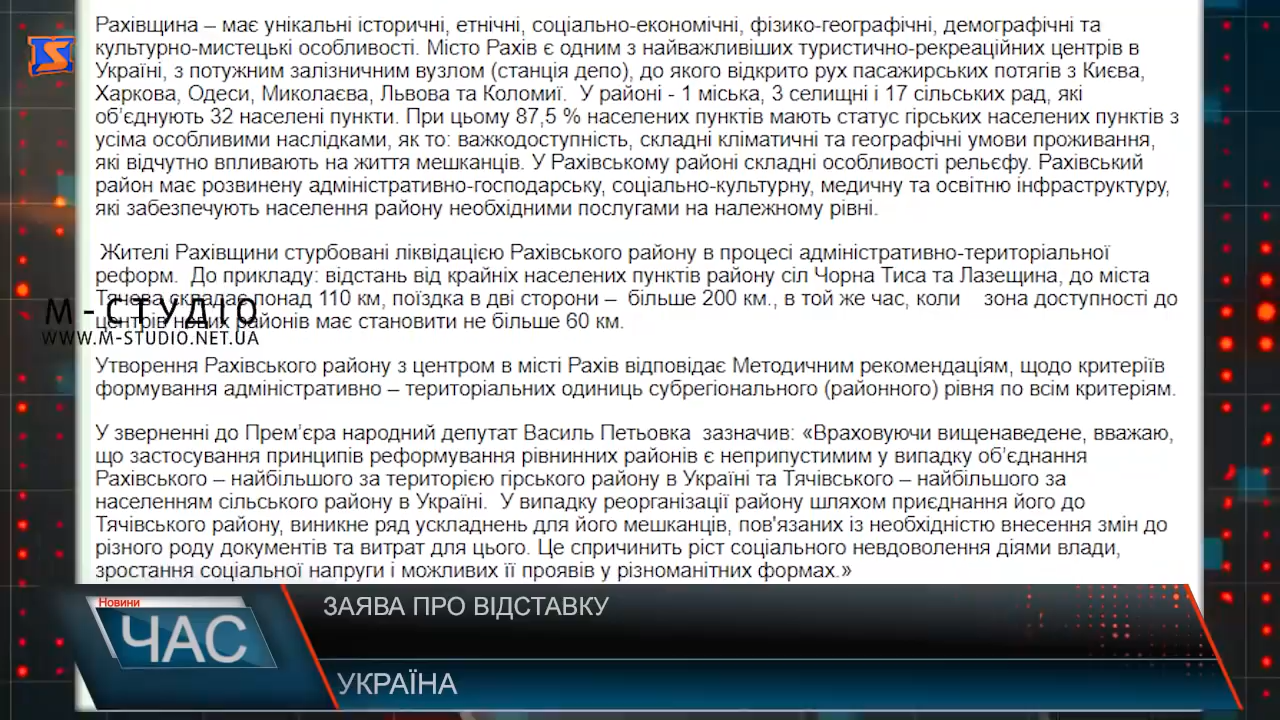 Рахівщина – має унікальні історичні, етнічні, соціально-економічні, фізико-географічні, демографічні та
культурно-мистецькі особливості. Місто Рахів є одним з найважливіших туристично-рекреаційних центрів в
Україні, з потужним залізничним вузлом (станція депо), до якого відкрито рух пасажирських потягів з Києва,
Харкова, Одеси, Миколаєва, Львова та Коломиї.  У районі - 1 міська, 3 селищні і 17 сільських рад, які
об’єднують 32 населені пункти. При цьому 87,5 % населених пунктів мають статус гірських населених пунктів з
усіма особливими наслідками, як то: важкодоступність, складні кліматичні та географічні умови проживання,
які відчутно впливають на життя мешканців. У Рахівському районі складні особливості рельєфу. Рахівський
район має розвинену адміністративно-господарську, соціально-культурну, медичну та освітню інфраструктуру,
які забезпечують населення району необхідними послугами на належному рівні.
Жителі Рахівщини стурбовані ліквідацією Рахівського району в процесі адміністративно-територіальної
реформ.  До прикладу: відстань від крайніх населених пунктів району сіл Чорна Тиса та Лазещина, до міста
Тячева складає понад 110 км, поїздка в дві сторони –  більше 200 км., в той же час, коли    зона доступності до
центрів нових районів має становити не більше 60 км.
М-СТУДІО
WWW.M-STUDIO.NET.UA
Утворення Рахівського району з центром в місті Рахів відповідає Методичним рекомендаціям, щодо критеріїв
формування адміністративно – територіальних одиниць субрегіонального (районного) рівня по всім критеріям.
У зверненні до Прем’єра народний депутат Василь Петьовка  зазначив: «Враховуючи вищенаведене, вважаю,
що застосування принципів реформування рівнинних районів є неприпустимим у випадку об’єднання
Рахівського – найбільшого за територією гірського району в Україні та Тячівського – найбільшого за
населенням сільського району в Україні.  У випадку реорганізації району шляхом приєднання його до
Тячівського району, виникне ряд ускладнень для його мешканців, пов'язаних із необхідністю внесення змін до
різного роду документів та витрат для цього. Це спричинить ріст соціального невдоволення діями влади,
зростання соціальної напруги і можливих її проявів у різноманітних формах.»
Новини
ЧАС
ЗАЯВА ПРО ВІДСТАВКУ
УКРАЇНА